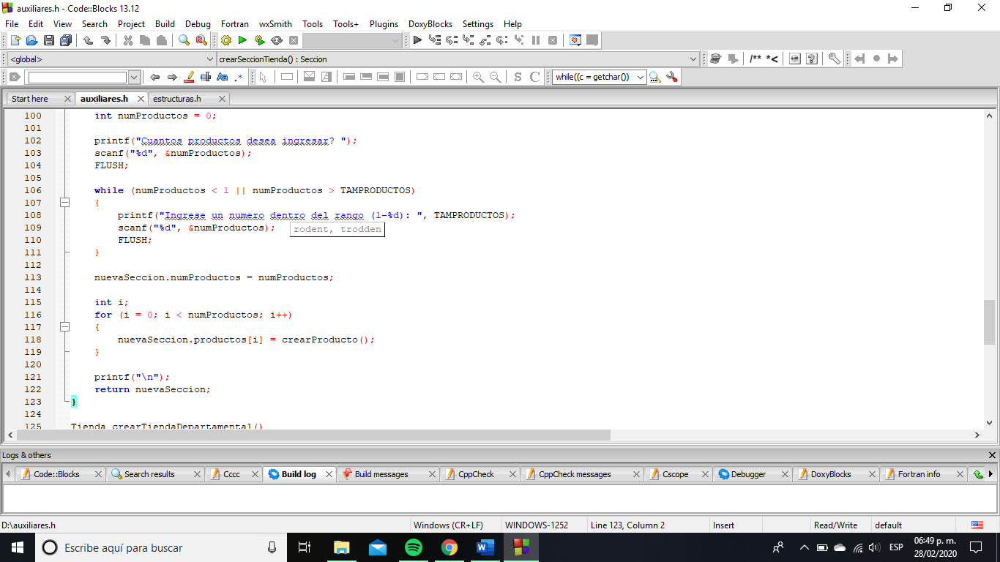 auxiliares.h - Code::Blocks 13.12
File Edit View Search Project Build Debug Fortran wxSmith Tools Tools+ Plugins DoxyBlocks Settings Help
<global> crearSeccionTienda() : Seccion /** *<
Aa .* S C while((c = getchar())
Start here auxiliares.h estructuras.h
100 int numProductos = 0;
101
102 printf("Cuantos productos desea ingresar? ");
103 scanf("%d", &numProductos);
104 FLUSH;
105
106 while (numProductos < 1 || numProductos > TAMPRODUCTOS)
107 {
108 printf("Ingrese un numero dentro del rango (1-%d): ", TAMPRODUCTOS);
109 scanf("%d", &numProductos); rodent, trodden
110 FLUSH;
111 }
112
113 nuevaSeccion.numProductos = numProductos;
114
115 int i;
116 for (i = 0; i < numProductos; i++)
117 {
118 nuevaSeccion.productos[i] = crearProducto();
119 }
120
121 printf("\n");
122 return nuevaSeccion;
123 }
124
125 Tienda crearTiendaDepartamental()
Logs & others
Code::Blocks Search results Cccc Build log Build messages CppCheck CppCheck messages Cscope Debugger DoxyBlocks Fortran info
D:\auxiliares.h Windows (CR+LF) WINDOWS-1252 Line 123, Column 2 Insert Read/Write default
Escribe aquí para buscar W ESP 06:49 p. m.
28/02/2020